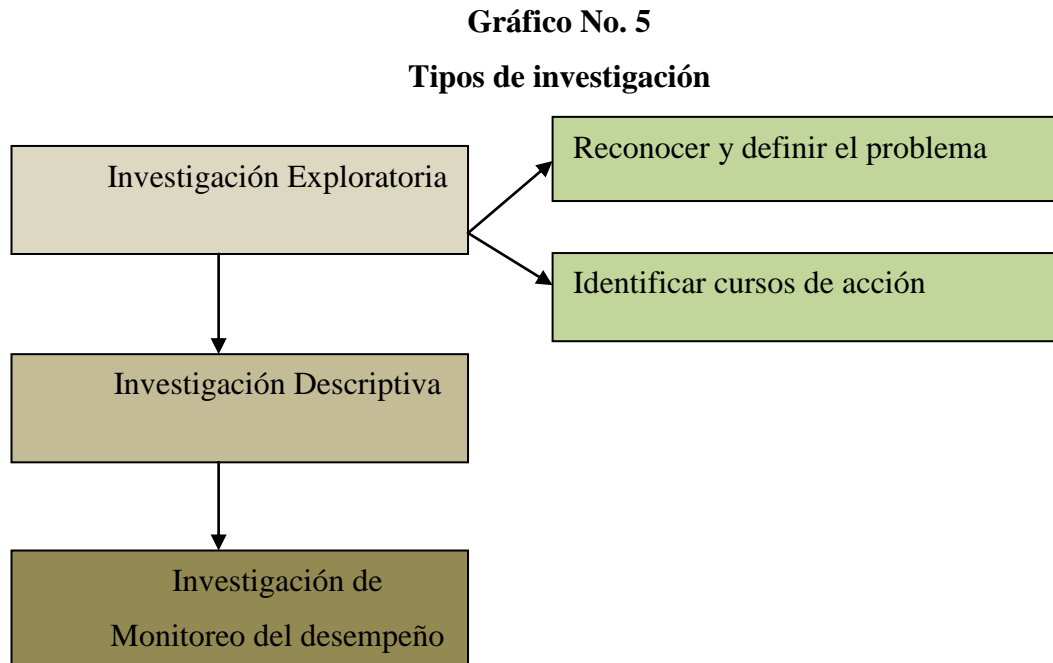 Gráfico No. 5
Tipos de investigación
Investigación Exploratoria
Reconocer y definir el problema
Identificar cursos de acción
Investigación Descriptiva
Investigación de
Monitoreo del desempeño